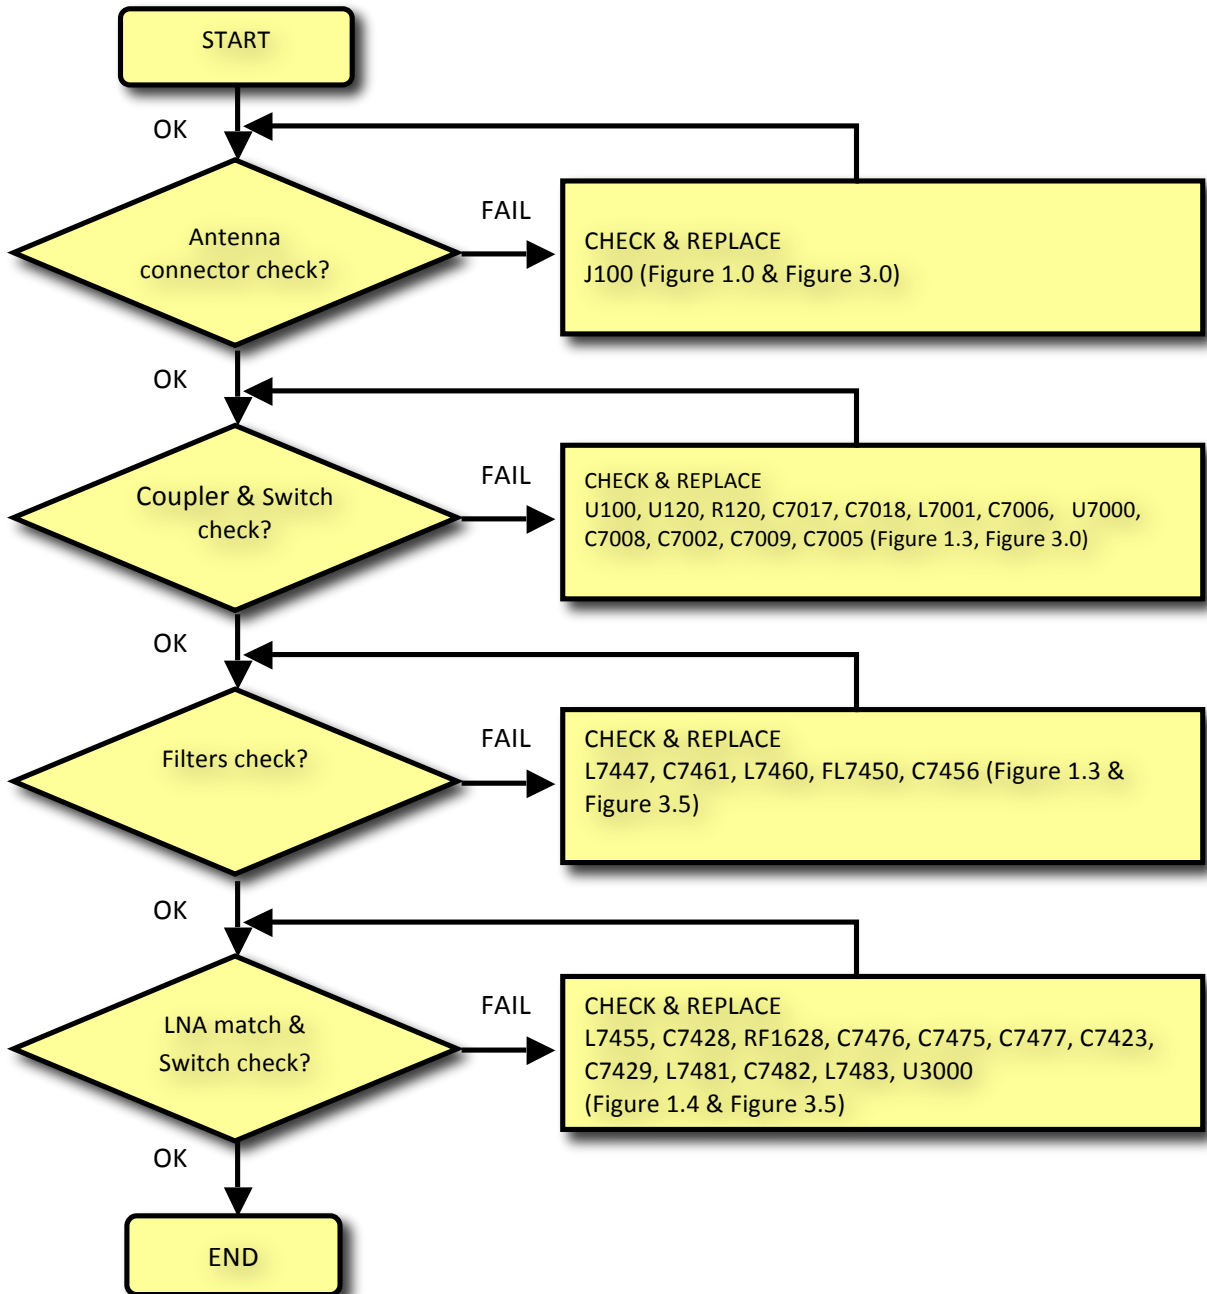 START
OK
Antenna
connector check?
FAIL
CHECK & REPLACE
J100 (Figure 1.0 & Figure 3.0)
OK
Coupler & Switch
check?
FAIL
CHECK & REPLACE
U100, U120, R120, C7017, C7018, L7001, C7006, U7000,
C7008, C7002, C7009, C7005 (Figure 1.3, Figure 3.0)
OK
Filters check?
FAIL
CHECK & REPLACE
L7447, C7461, L7460, FL7450, C7456 (Figure 1.3 &
Figure 3.5)
OK
LNA match &
Switch check?
FAIL
CHECK & REPLACE
L7455, C7428, RF1628, C7476, C7475, C7477, C7423,
C7429, L7481, C7482, L7483, U3000
(Figure 1.4 & Figure 3.5)
OK
END